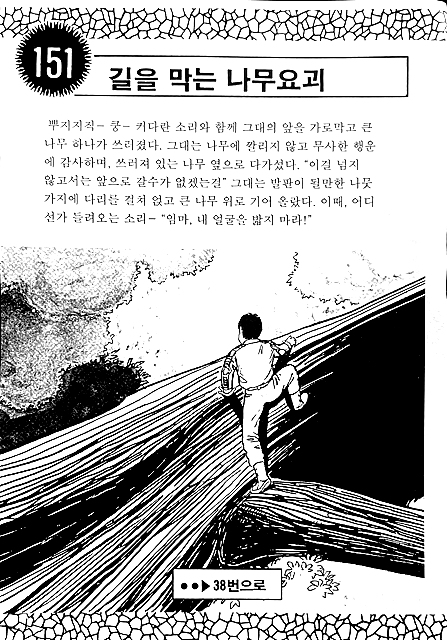 151
길을 막는 나무요괴
뿌지지직— 쿵— 커다란 소리와 함께 그대의 앞을 가로막고 큰
나무 하나가 쓰러졌다. 그대는 나무에 깔리지 않고 무사한 행운
에 감사하며, 쓰러져 있는 나무 옆으로 다가섰다. “이걸 넘지
않고서는 앞으로 갈수가 없겠는걸” 그대는 발판이 될만한 나뭇
가지에 다리를 걸쳐 얹고 큰 나무 위로 기어 올랐다. 이때, 어디
선가 들려오는 소리— “임마, 내 얼굴을 밟지 마라!”
●●▶38번으로